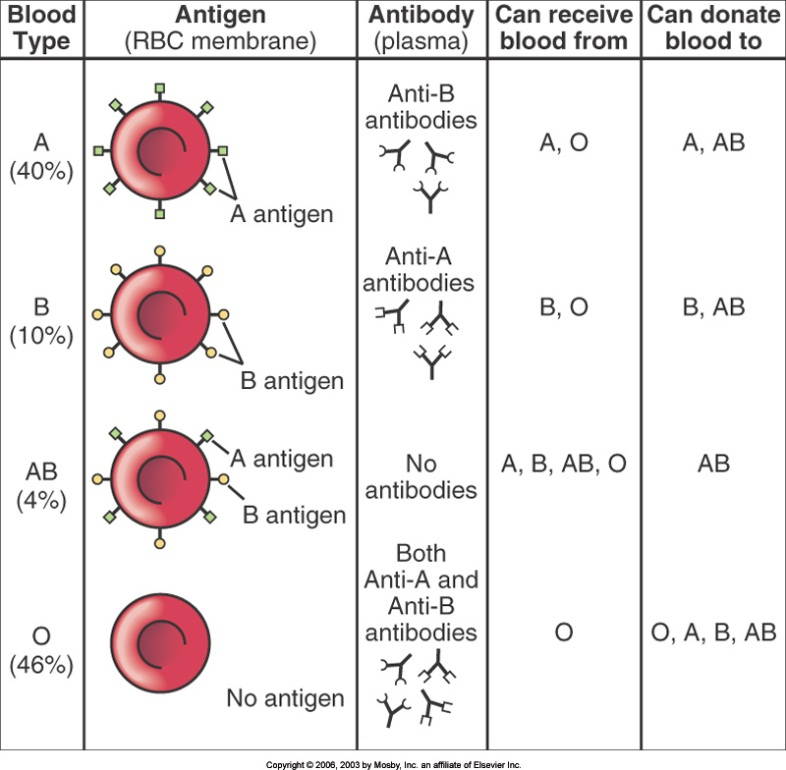 Blood Type
Antigen (RBC membrane)
Antibody (plasma)
Can receive blood from
Can donate blood to
A
(40%)
A antigen
Anti-B
antibodies
A, O
A, AB
B
(10%)
B antigen
Anti-A
antibodies
B, O
B, AB
AB
(4%)
A antigen
B antigen
No
antibodies
A, B, AB, O
AB
O
(46%)
No antigen
Both
Anti-A and
Anti-B
antibodies
O
O, A, B, AB
Copyright © 2006, 2003 by Mosby, Inc. an affiliate of Elsevier Inc.